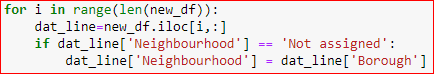 for i in range(len(new_df)):
    dat_line=new_df.iloc[i,:]
    if dat_line['Neighbourhood'] == 'Not assigned':
        dat_line['Neighbourhood'] = dat_line['Borough']